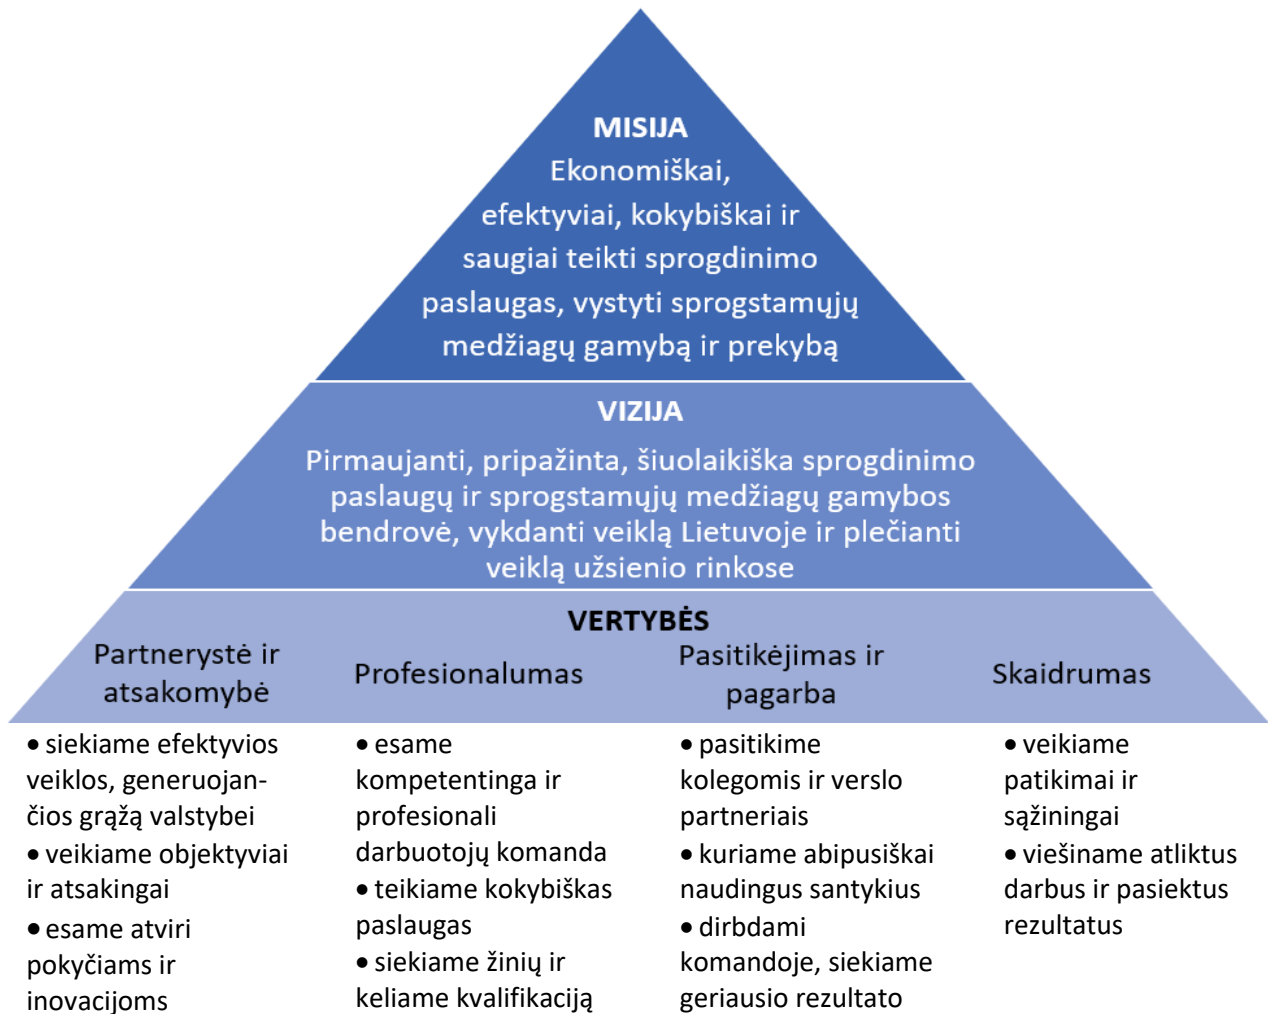 MISIJA
Ekonomiškai,
efektyviai, kokybiškai ir
saugiai teikti sprogdinimo
paslaugas, vystyti sprogstamųjų
medžiagų gamybą ir prekybą
VIZIJA
Pirmaujanti, pripažinta, šiuolaikiška sprogdinimo
paslaugų ir sprogstamųjų medžiagų gamybos
bendrovė, vykdanti veiklą Lietuvoje ir plečianti
veiklą užsienio rinkose
VERTYBĖS
Partnerystė ir
atsakomybė
• siekiame efektyvios
veiklos, generuojan-
čios grąžą valstybei
• veikiame objektyviai
ir atsakingai
• esame atviri
pokyčiams ir
inovacijoms
Profesionalumas
• esame
kompetentinga ir
profesionali
darbuotojų komanda
• teikiame kokybiškas
paslaugas
• siekiame žinių ir
keliame kvalifikaciją
Pasitikėjimas ir
pagarba
• pasitikime
kolegomis ir verslo
partneriais
• kuriame abipusiškai
naudingus santykius
• dirbdami
komandoje, siekiame
geriausio rezultato
Skaidrumas
• veikiame
patikimai ir
sąžiningai
• viešiname atliktus
darbus ir pasiektus
rezultatus